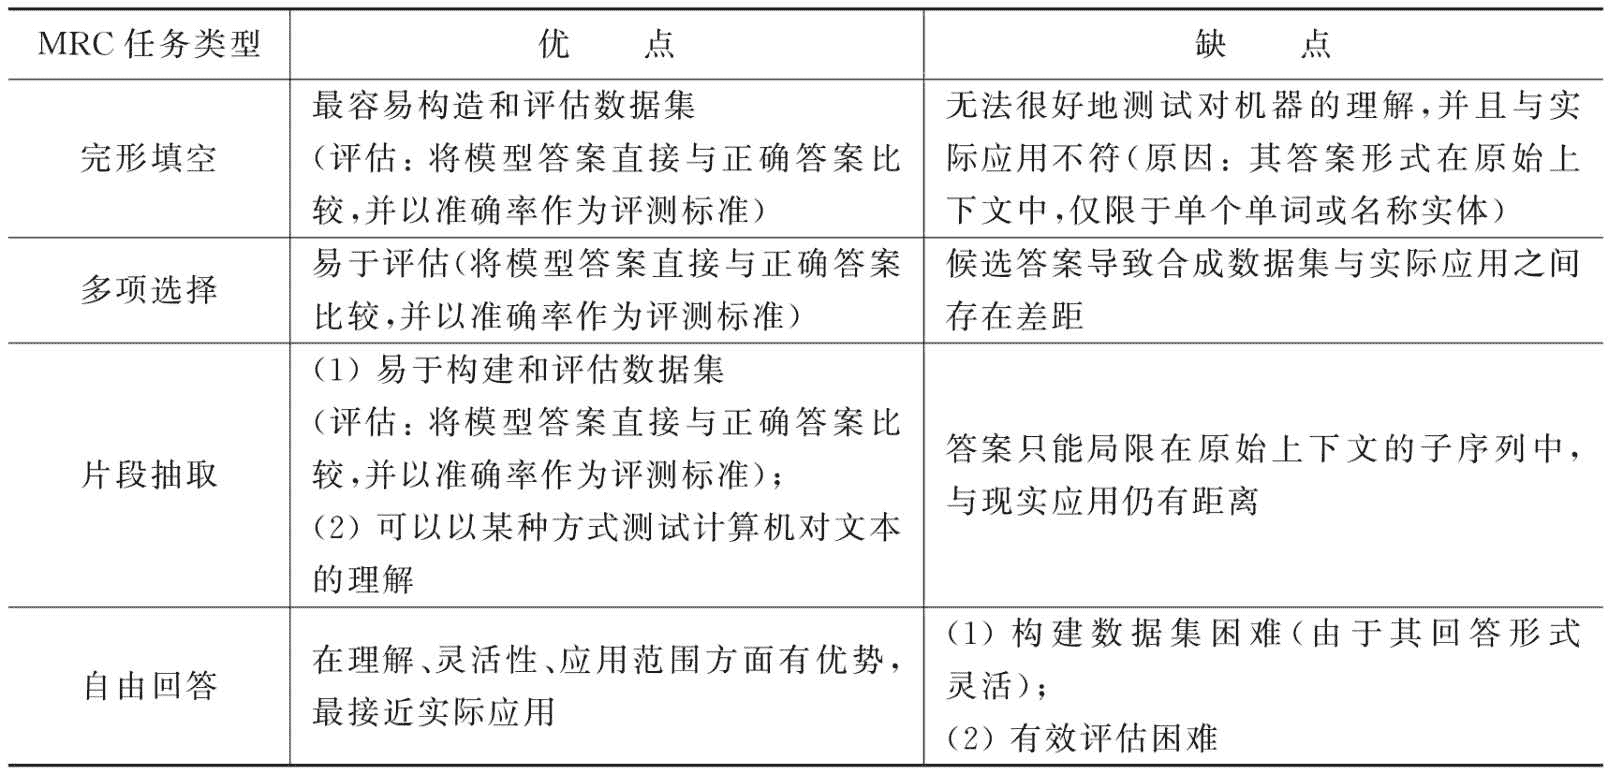 MRC 任务类型
优 点
缺 点
完形填空
最容易构造和评估数据集
(评估: 将模型答案直接与正确答案比
较,并以准确率作为评测标准)
无法很好地测试对机器的理解,并且与实
际应用不符(原因: 其答案形式在原始上
下文中,仅限于单个单词或名称实体)
多项选择
易于评估(将模型答案直接与正确答案
比较,并以准确率作为评测标准)
候选答案导致合成数据集与实际应用之间
存在差距
片段抽取
(1) 易于构建和评估数据集
(评估: 将模型答案直接与正确答案比
较,并以准确率作为评测标准);
(2) 可以以某种方式测试计算机对文本
的理解
答案只能局限在原始上下文的子序列中,
与现实应用仍有距离
自由回答
在理解、灵活性、应用范围方面有优势,
最接近实际应用
(1) 构建数据集困难(由于其回答形式
灵活);
(2) 有效评估困难